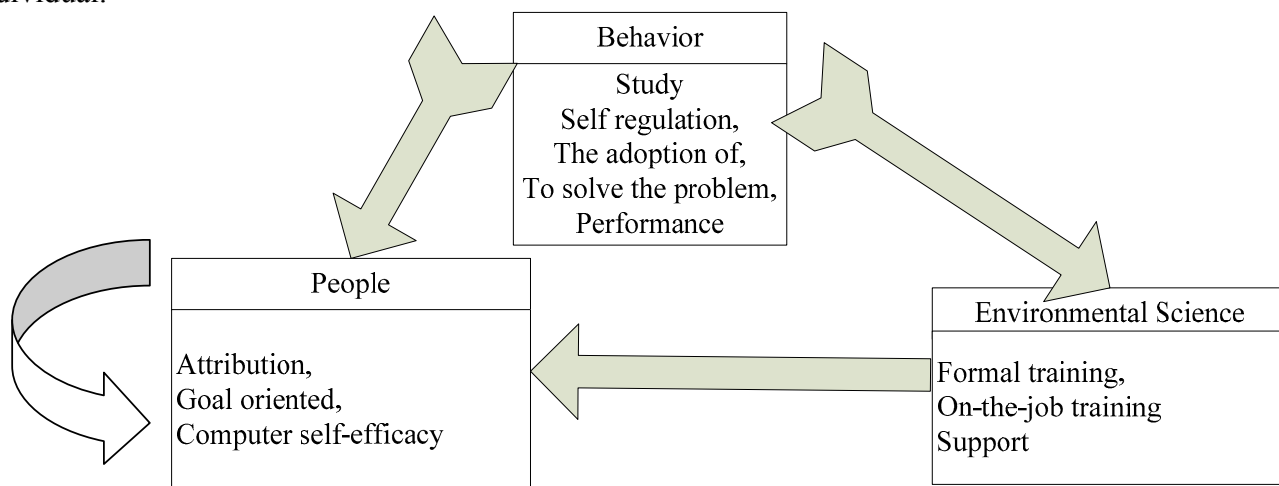 Behavior
Study
Self regulation,
The adoption of,
To solve the problem,
Performance
People
Attribution,
Goal oriented,
Computer self-efficacy
Environmental Science
Formal training,
On-the-job training
Support